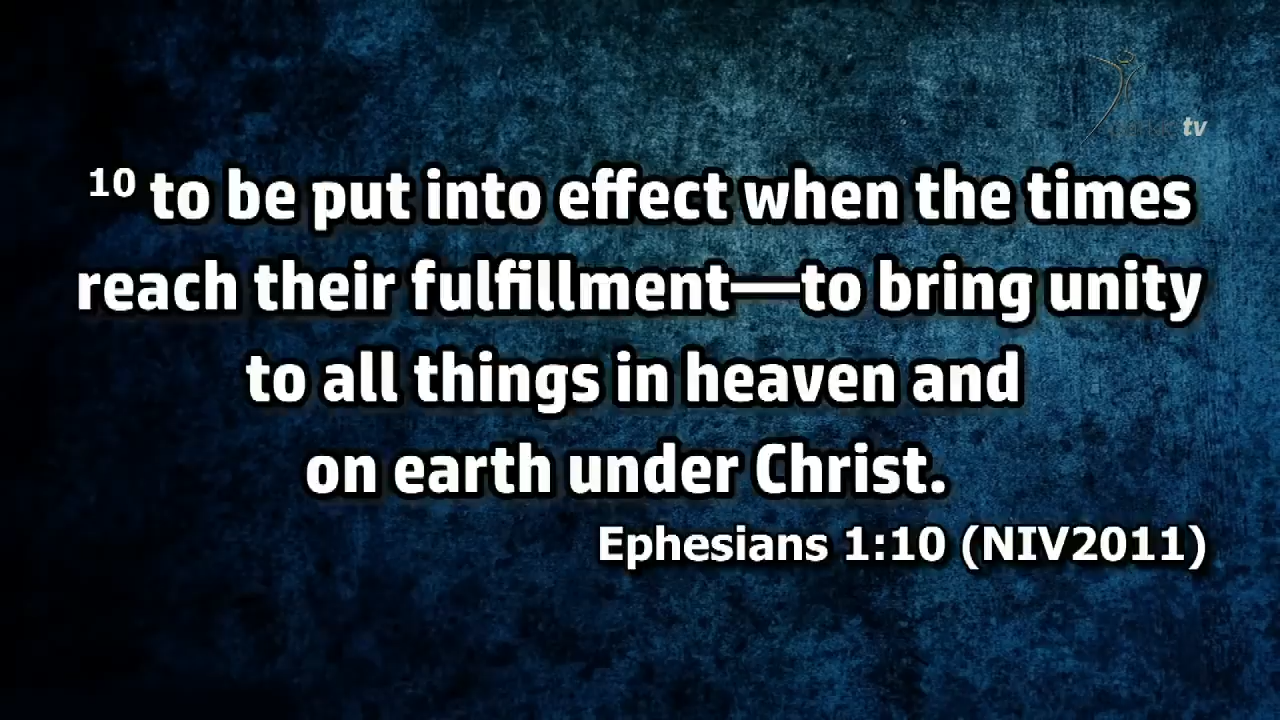 tv
10 to be put into effect when the times
reach their fulfillment—to bring unity
to all things in heaven and
on earth under Christ.
Ephesians 1:10 (NIV2011)